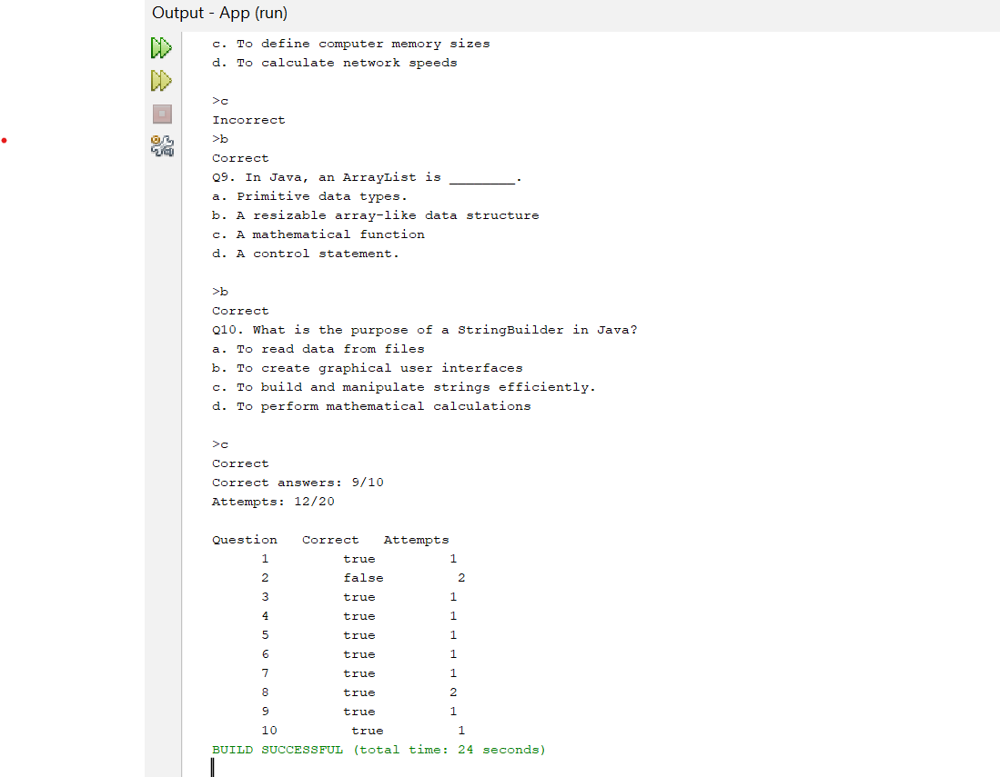 Output - App (run)
c. To define computer memory sizes
d. To calculate network speeds
>c
Incorrect
>b
Correct
Q9. In Java, an ArrayList is ________.
a. Primitive data types.
b. A resizable array-like data structure
c. A mathematical function
d. A control statement.
>b
Correct
Q10. What is the purpose of a StringBuilder in Java?
a. To read data from files
b. To create graphical user interfaces
c. To build and manipulate strings efficiently.
d. To perform mathematical calculations
>c
Correct
Correct answers: 9/10
Attempts: 12/20
Question Correct Attempts
1 true 1
2 false 2
3 true 1
4 true 1
5 true 1
6 true 1
7 true 1
8 true 2
9 true 1
10 true 1
BUILD SUCCESSFUL (total time: 24 seconds)